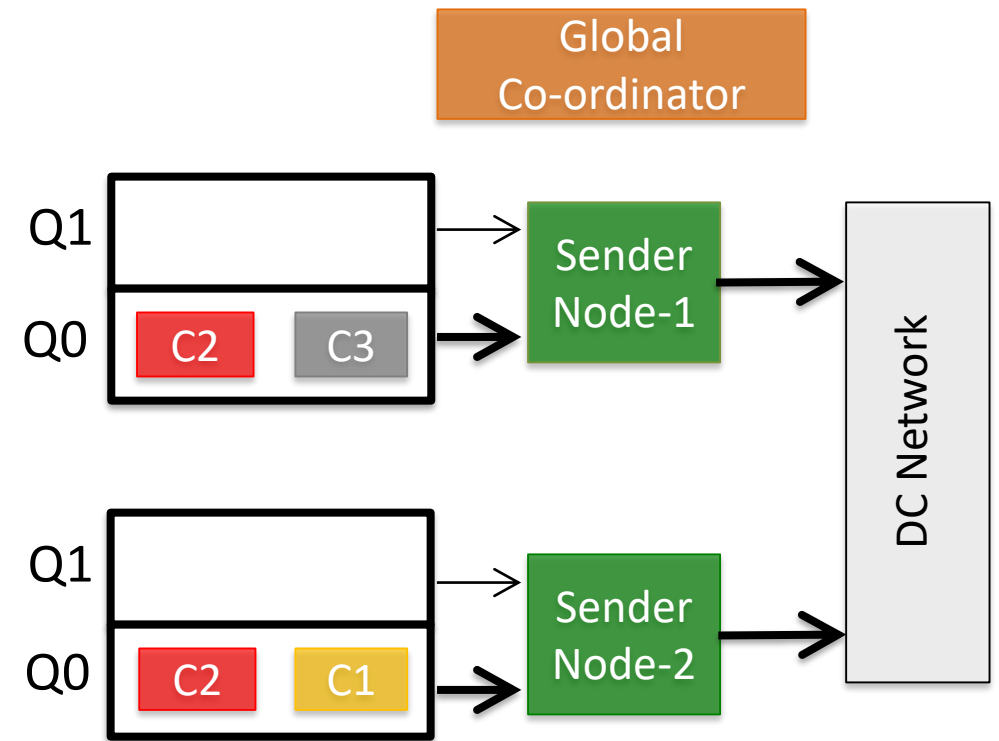 Global
Co-ordinator
Q1
Sender
Node-1
Q0
C2
C3
DC Network
Q1
Sender
Node-2
Q0
C2
C1